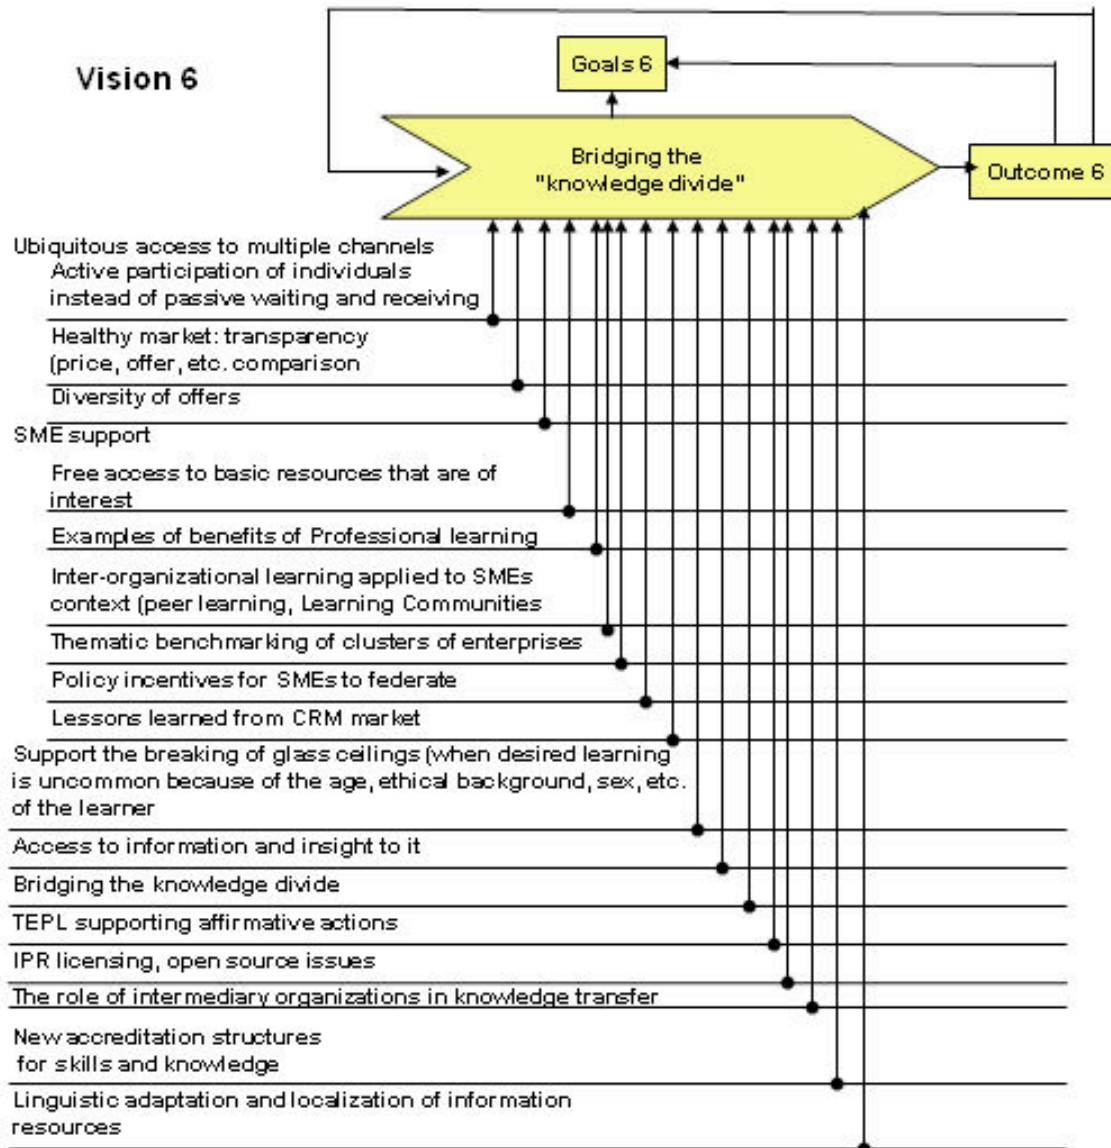 Vision 6
Goals 6
Bridging the
"knowledge divide"
Outcome 6
Ubiquitous access to multiple channels
Active participation of individuals
instead of passive waiting and receiving
Healthy market: transparency
(price, offer, etc. comparison
Diversity of offers
SME support
Free access to basic resources that are of
interest
Examples of benefits of Professional learning
Inter-organizational learning applied to SMEs
context (peer learning, Learning Communities
Thematic benchmarking of clusters of enterprises
Policy incentives for SMEs to federate
Lessons learned from CRM market
Support the breaking of glass ceilings (when desired learning
is uncommon because of the age, ethical background, sex, etc.
of the learner
Access to information and insight to it
Bridging the knowledge divide
TEPL supporting affirmative actions
IPR licensing, open source issues
The role of intermediary organizations in knowledge transfer
New accreditation structures
for skills and knowledge
Linguistic adaptation and localization of information
resources